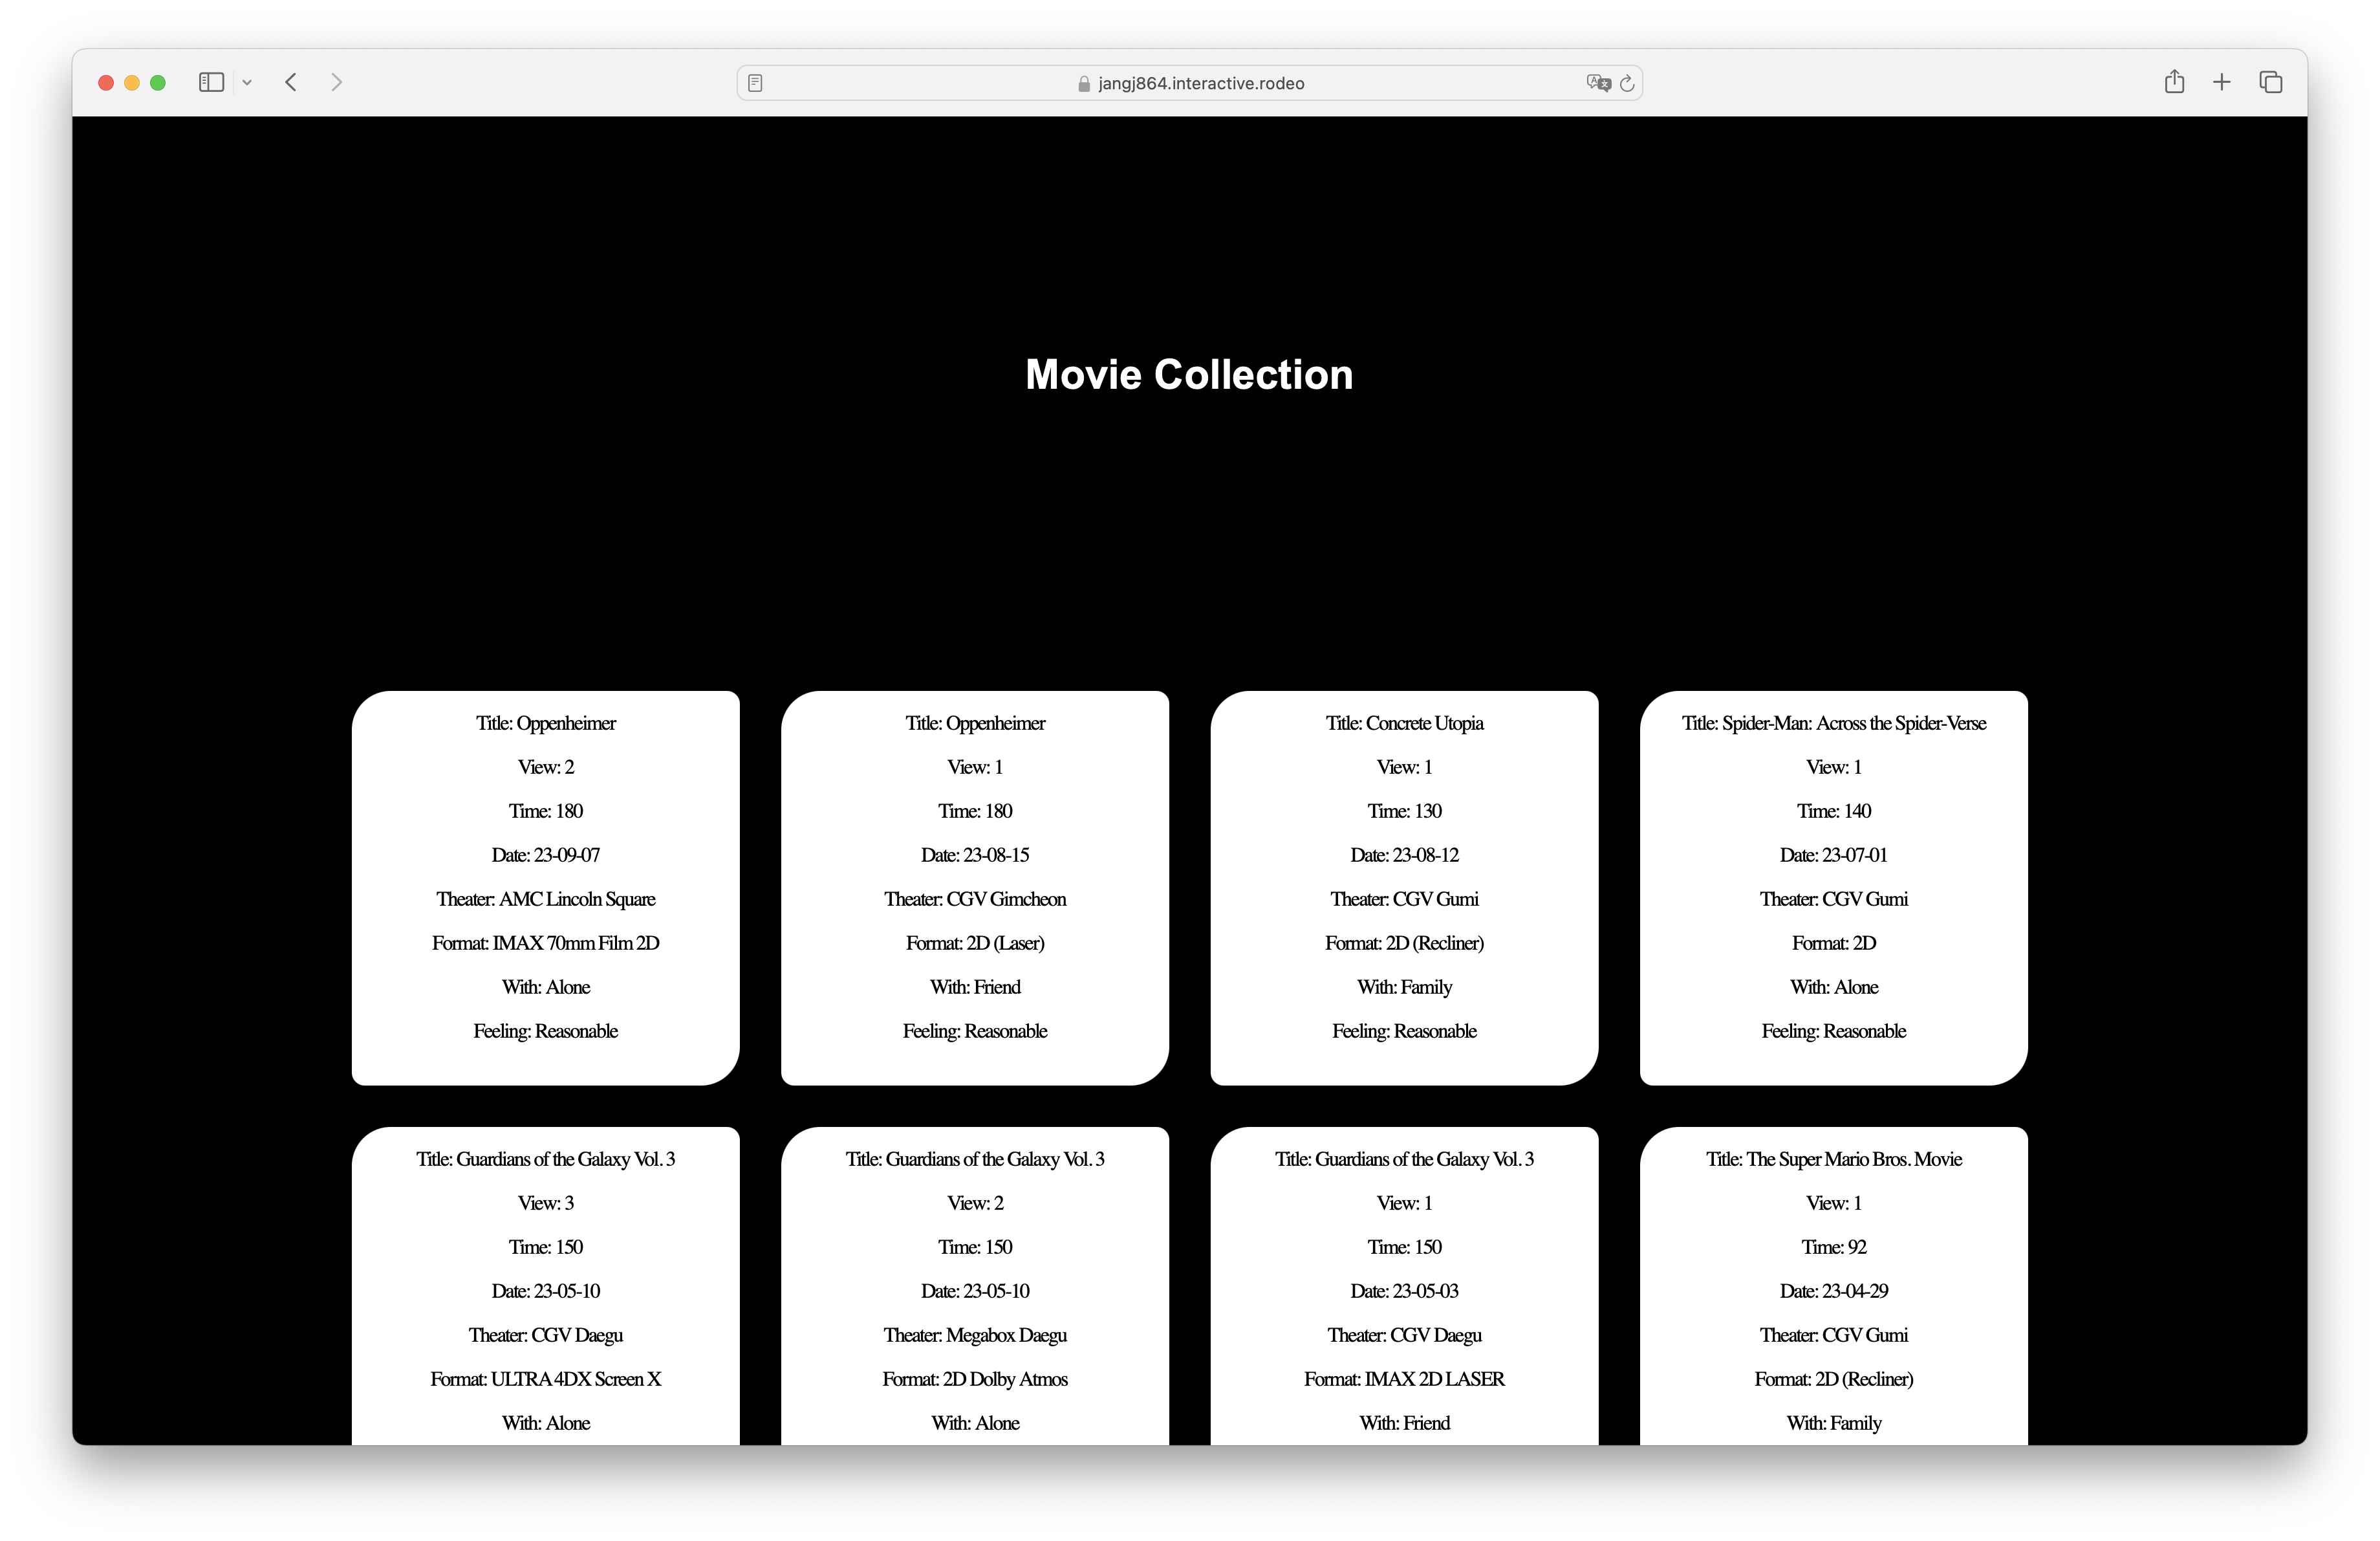 jangj864.interactive.rodeo
Movie Collection
Title: Oppenheimer
View: 2
Time: 180
Date: 23-09-07
Theater: AMC Lincoln Square
Format: IMAX 70mm Film 2D
With: Alone
Feeling: Reasonable
Title: Oppenheimer
View: 1
Time: 180
Date: 23-08-15
Theater: CGV Gimcheon
Format: 2D (Laser)
With: Friend
Feeling: Reasonable
Title: Concrete Utopia
View: 1
Time: 130
Date: 23-08-12
Theater: CGV Gumi
Format: 2D (Recliner)
With: Family
Feeling: Reasonable
Title: Spider-Man: Across the Spider-Verse
View: 1
Time: 140
Date: 23-07-01
Theater: CGV Gumi
Format: 2D
With: Alone
Feeling: Reasonable
Title: Guardians of the Galaxy Vol. 3
View: 3
Time: 150
Date: 23-05-10
Theater: CGV Daegu
Format: ULTRA 4DX Screen X
With: Alone
Title: Guardians of the Galaxy Vol. 3
View: 2
Time: 150
Date: 23-05-10
Theater: Megabox Daegu
Format: 2D Dolby Atmos
With: Alone
Title: Guardians of the Galaxy Vol. 3
View: 1
Time: 150
Date: 23-05-03
Theater: CGV Daegu
Format: IMAX 2D LASER
With: Friend
Title: The Super Mario Bros. Movie
View: 1
Time: 92
Date: 23-04-29
Theater: CGV Gumi
Format: 2D (Recliner)
With: Family